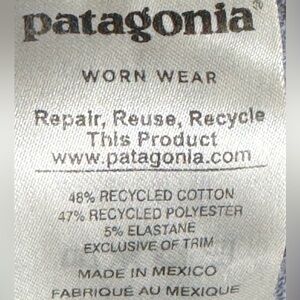 patagonia
WORN WEAR
Repair, Reuse, Recycle
This Product
www.patagonia.com
48% RECYCLED COTTON
47% RECYCLED POLYESTER
5% ELASTANE
EXCLUSIVE OF TRIM
MADE IN MEXICO
FABRIQUÉ AU MEXIQUE